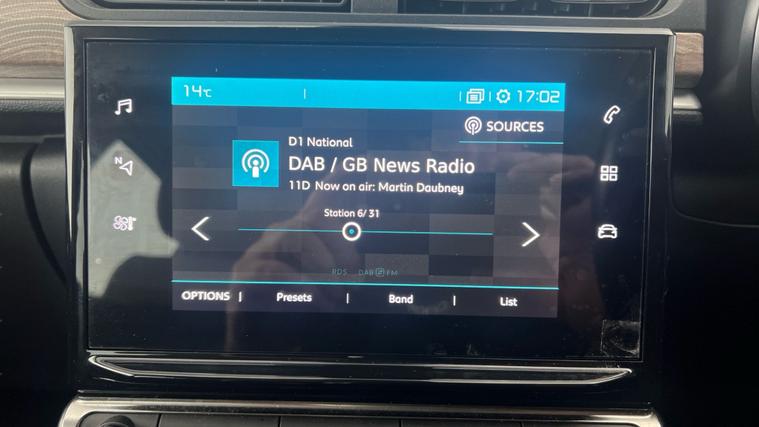 14°C 17:02
SOURCES
D1 National
DAB / GB News Radio
11D Now on air: Martin Daubney
Station 6/ 31
RDS DAB FM
OPTIONS Presets Band List
N